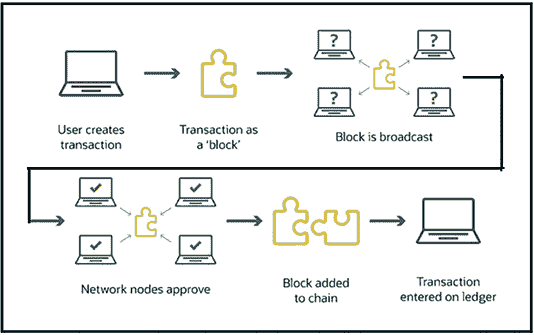 User creates
transaction
Transaction as
a ‘block’
? ?
? ?
Block is broadcast
Network nodes approve
Block added
to chain
Transaction
entered on ledger